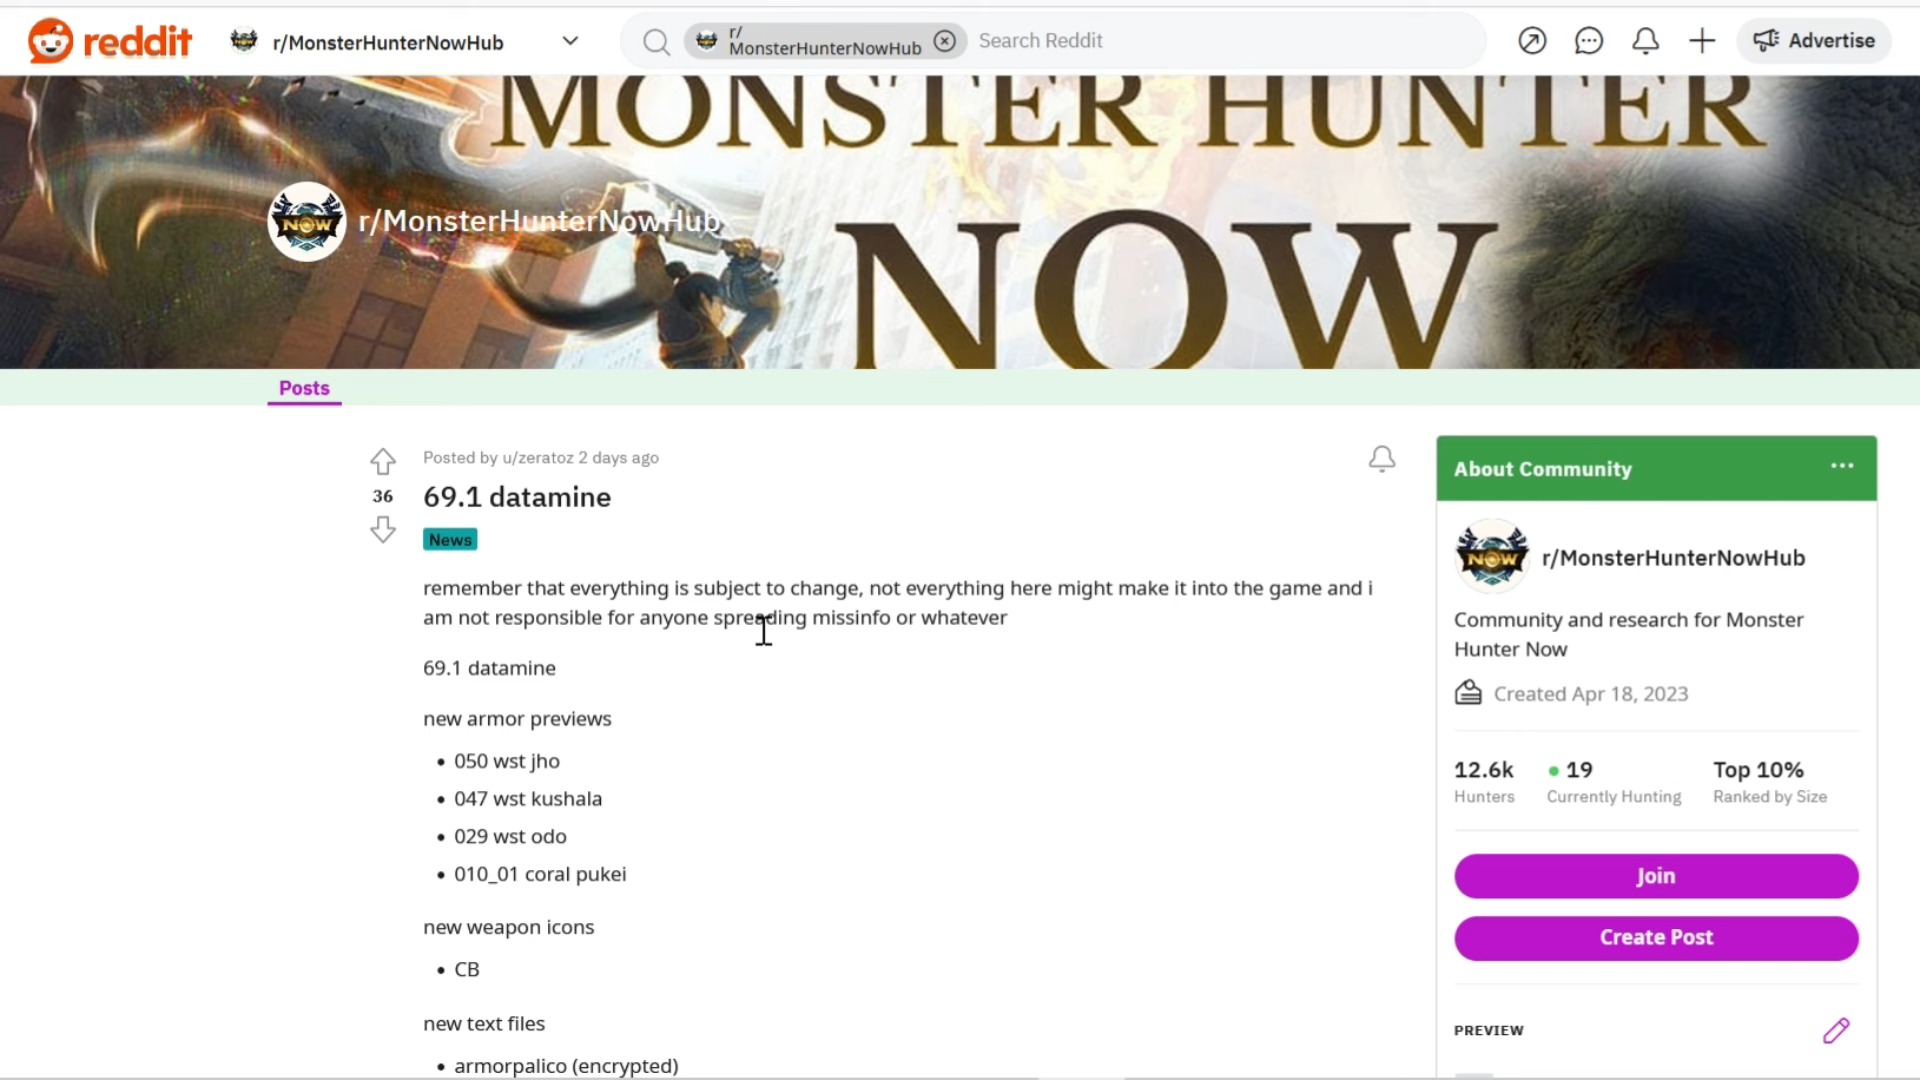 reddit
r/MonsterHunterNowHub
r/
MonsterHunterNowHub
Search Reddit
Advertise
MONSTER HUNTER
NOW
NOW
r/MonsterHunterNowHub
Posts
Posted by u/zeratoz 2 days ago
36
69.1 datamine
News
remember that everything is subject to change, not everything here might make it into the game and i
am not responsible for anyone spreading missinfo or whatever
69.1 datamine
new armor previews
• 050 wst jho
• 047 wst kushala
• 029 wst odo
• 010_01 coral pukei
new weapon icons
• CB
new text files
• armorpalico (encrypted)
About Community
NOW
r/MonsterHunterNowHub
Community and research for Monster
Hunter Now
Created Apr 18, 2023
12.6k 19 Top 10%
Hunters Currently Hunting Ranked by Size
Join
Create Post
PREVIEW